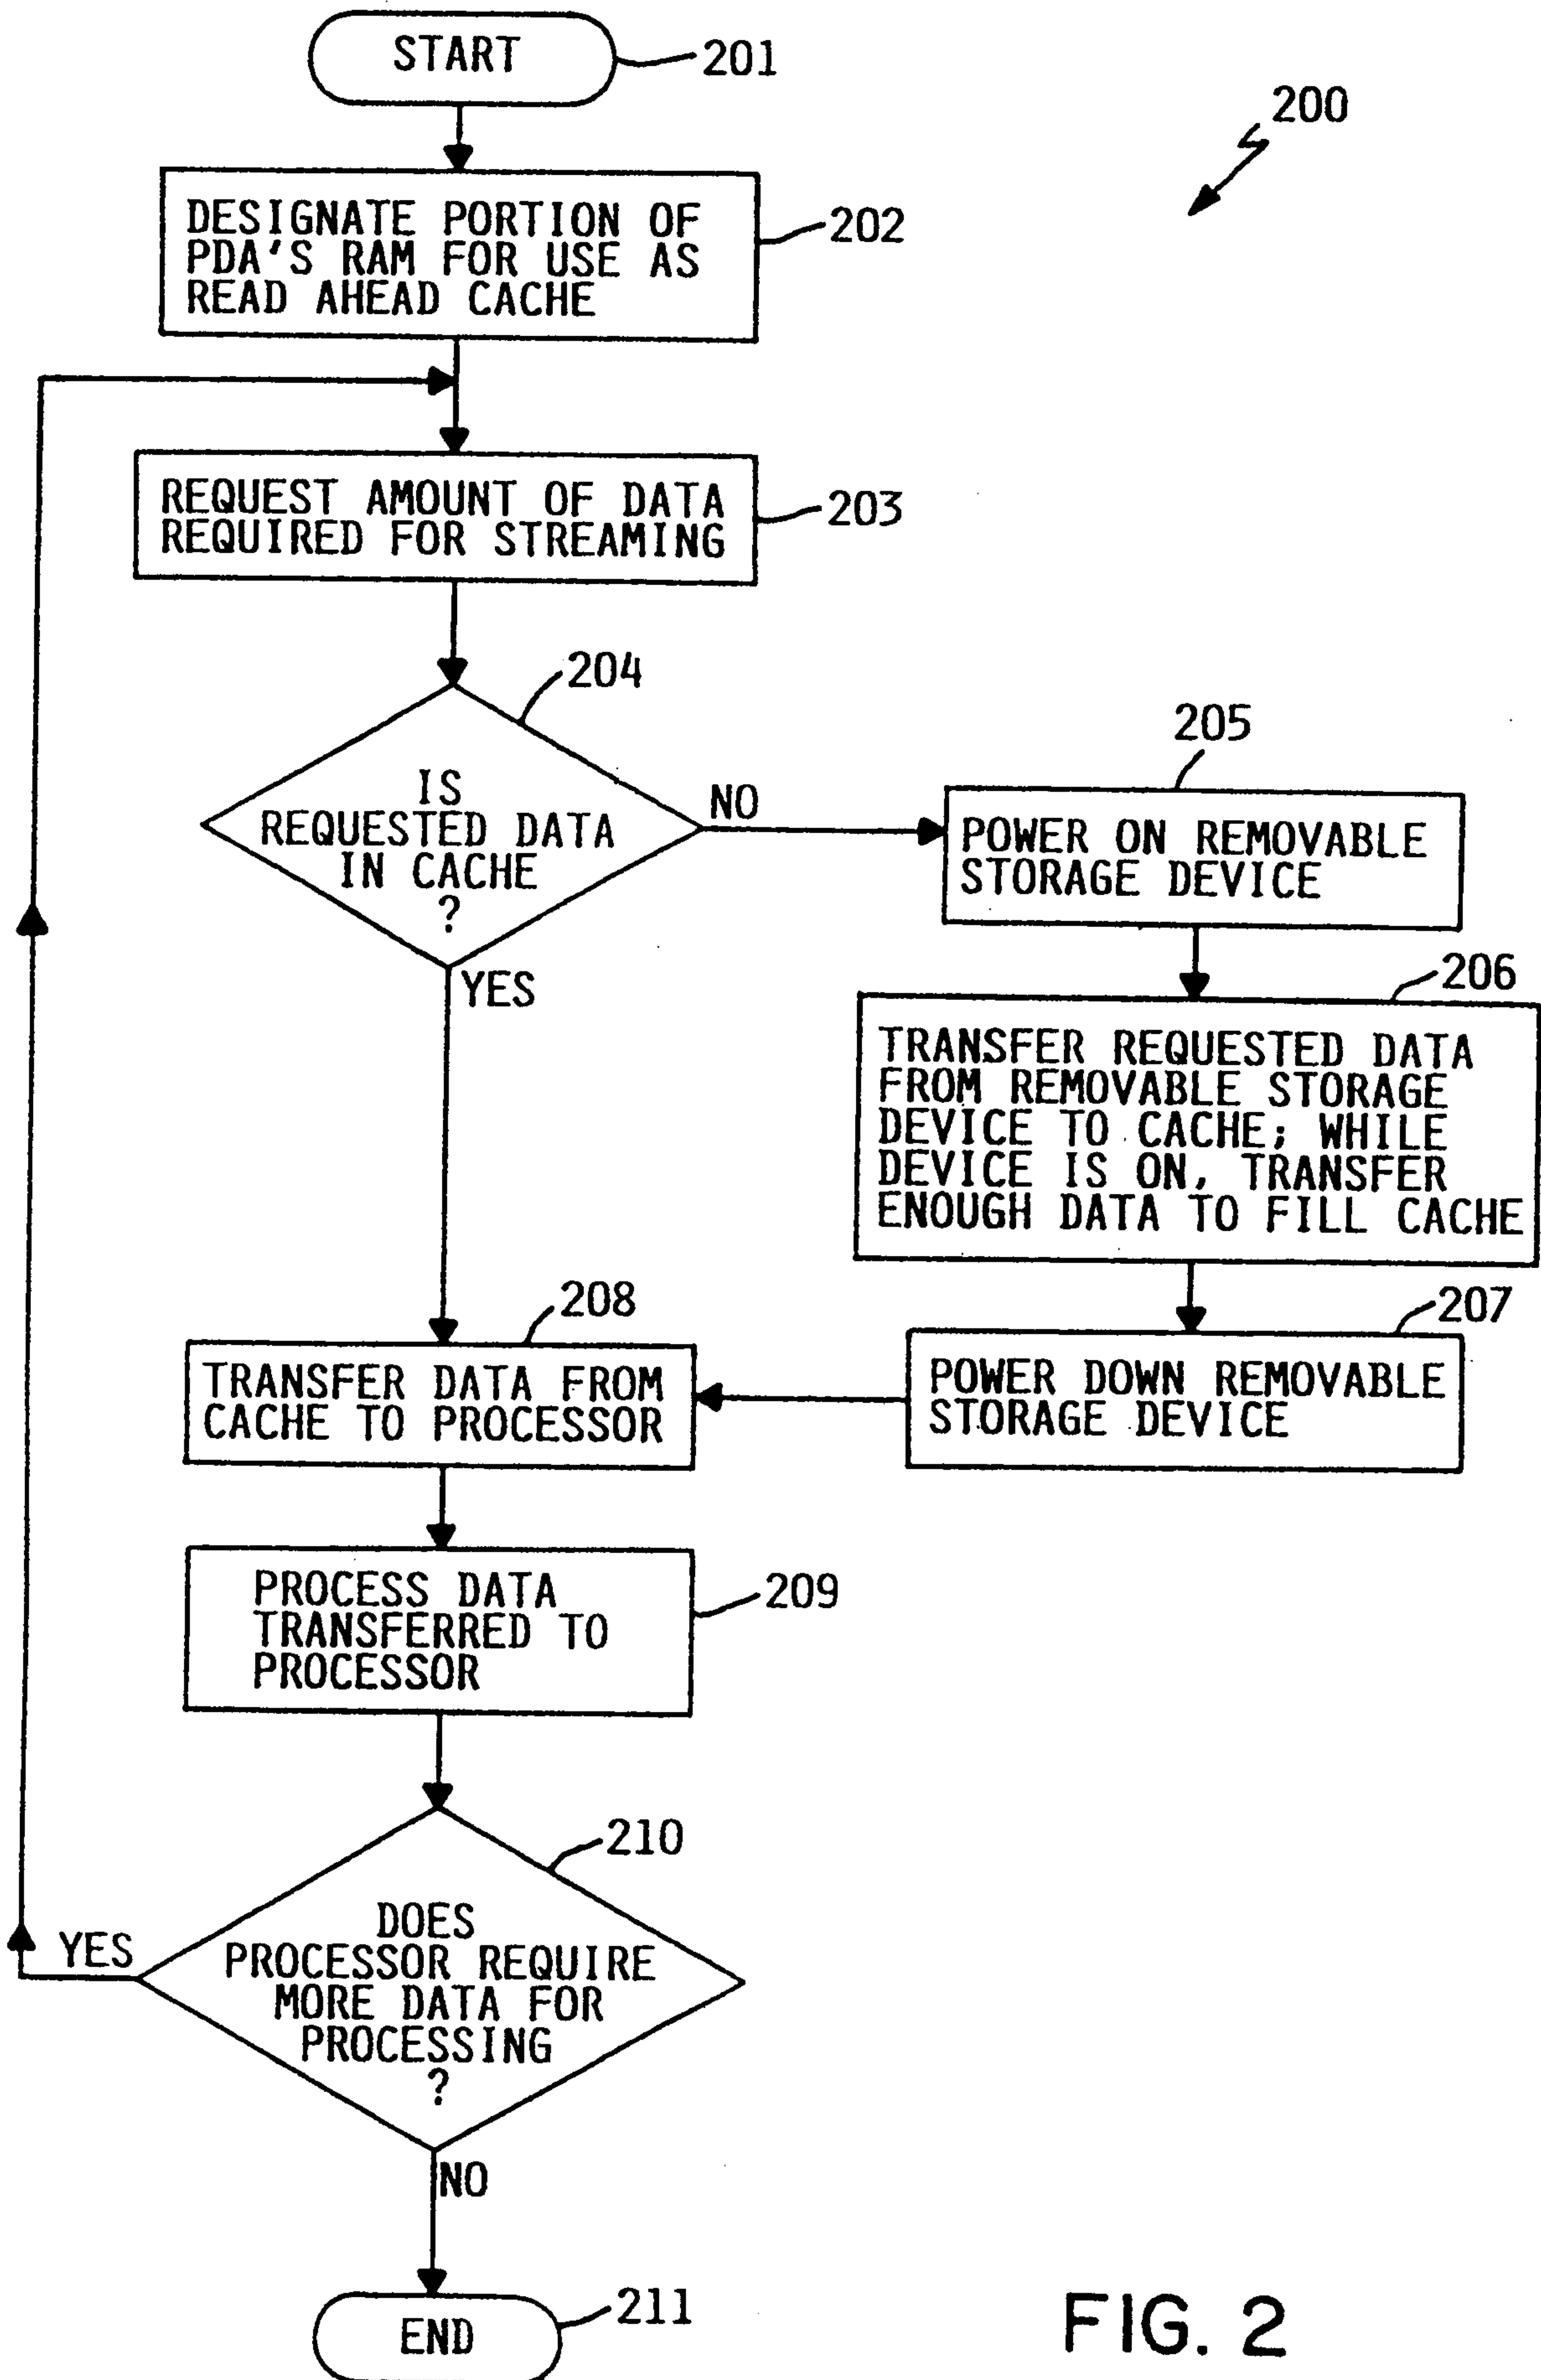 START
201
200
DESIGNATE PORTION OF
PDA'S RAM FOR USE AS
READ AHEAD CACHE
202
REQUEST AMOUNT OF DATA
REQUIRED FOR STREAMING
203
204
IS
REQUESTED DATA
IN CACHE
?
NO
YES
205
POWER ON REMOVABLE
STORAGE DEVICE
206
TRANSFER REQUESTED DATA
FROM REMOVABLE STORAGE
DEVICE TO CACHE; WHILE
DEVICE IS ON, TRANSFER
ENOUGH DATA TO FILL CACHE
207
POWER DOWN REMOVABLE
STORAGE DEVICE
208
TRANSFER DATA FROM
CACHE TO PROCESSOR
PROCESS DATA
TRANSFERRED TO
PROCESSOR
209
210
DOES
PROCESSOR REQUIRE
MORE DATA FOR
PROCESSING
?
YES
NO
END
211
FIG. 2